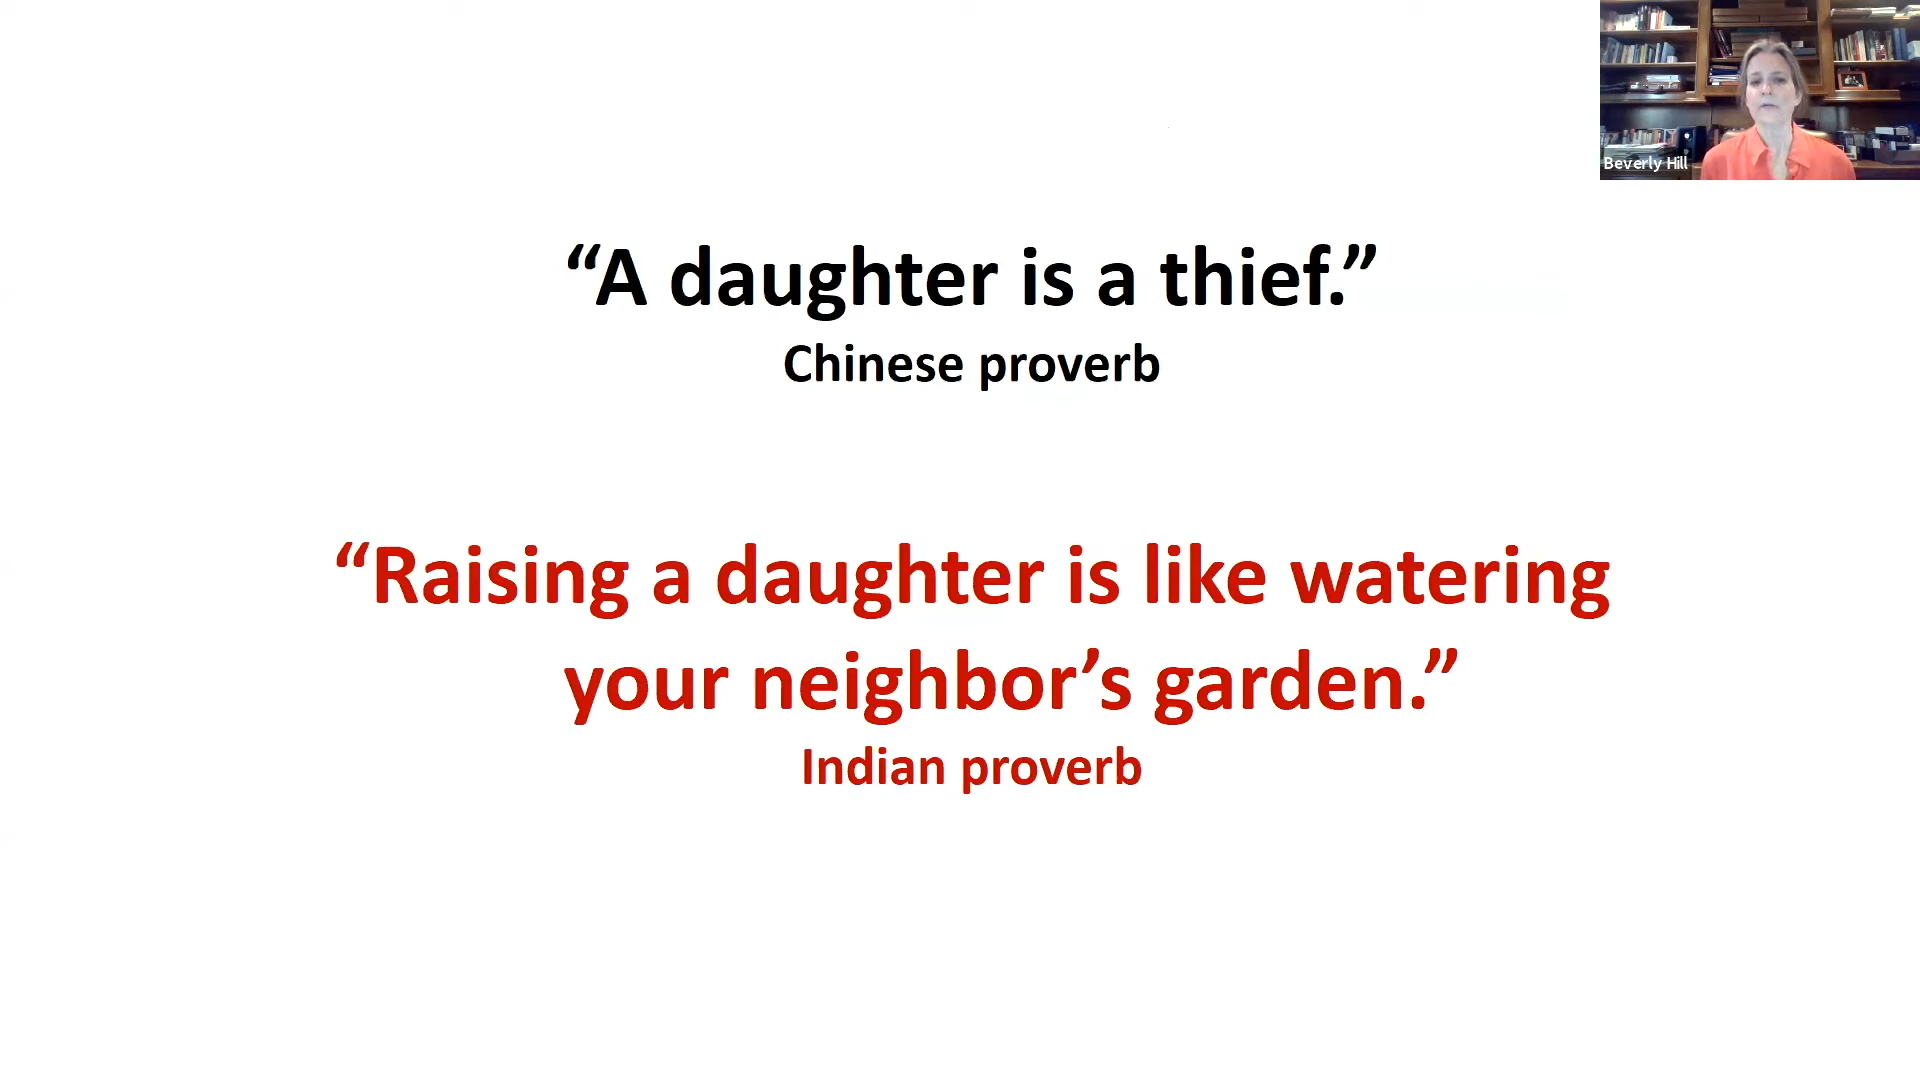 Beverly Hill
“A daughter is a thief.”
Chinese proverb
“Raising a daughter is like watering
your neighbor’s garden.”
Indian proverb